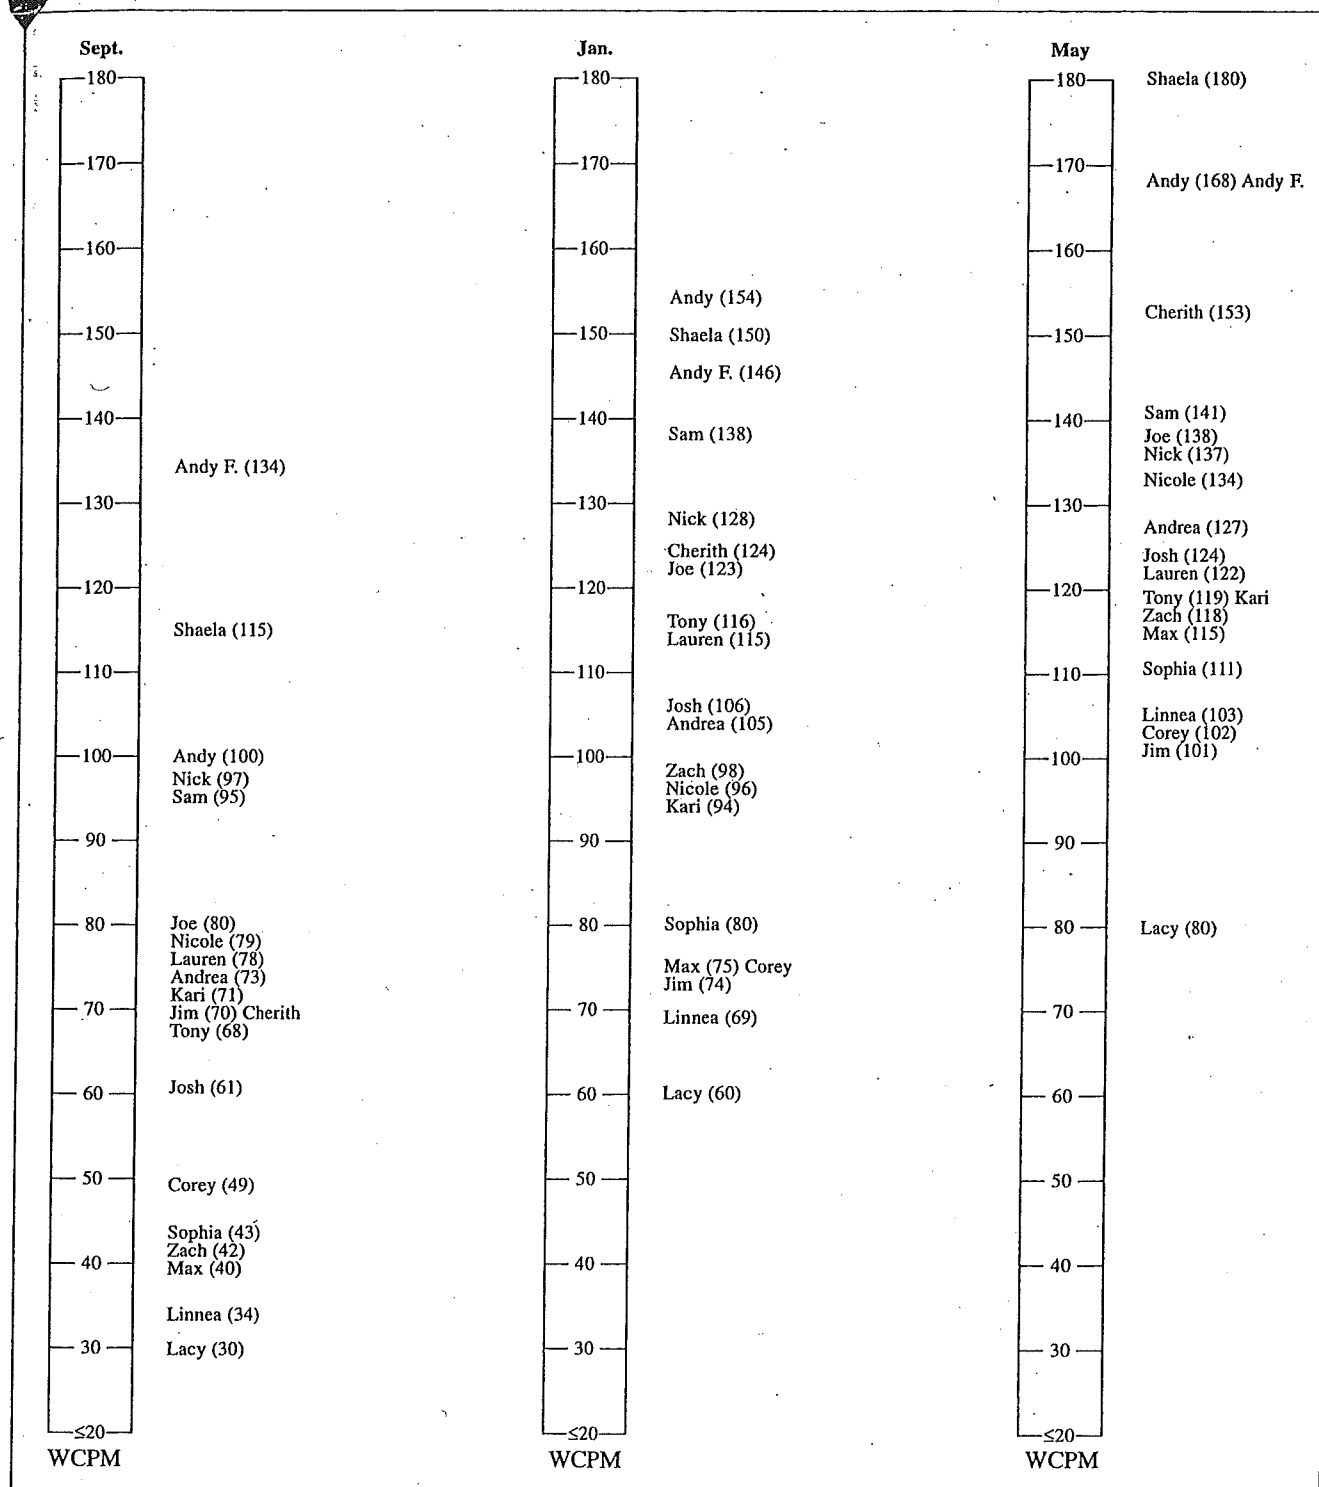 Sept.
180
170
160
150
140
Andy F. (134)
130
120
Shaela (115)
110
100
Andy (100)
Nick (97)
Sam (95)
90
80
Joe (80)
Nicole (79)
Lauren (78)
Andrea (73)
Kari (71)
70
Jim (70) Cherith
Tony (68)
60
Josh (61)
50
Corey (49)
Sophia (43)
Zach (42)
40
Max (40)
Linnea (34)
30
Lacy (30)
≤20
WCPM
Jan.
180
170
160
Andy (154)
150
Shaela (150)
Andy F. (146)
140
Sam (138)
130
Nick (128)
Cherith (124)
Joe (123)
120
Tony (116)
Lauren (115)
110
Josh (106)
Andrea (105)
100
Zach (98)
Nicole (96)
Kari (94)
90
80
Sophia (80)
Max (75) Corey
Jim (74)
70
Linnea (69)
60
Lacy (60)
50
40
30
≤20
WCPM
May
180
Shaela (180)
170
Andy (168) Andy F.
160
Cherith (153)
150
140
Sam (141)
Joe (138)
Nick (137)
Nicole (134)
130
Andrea (127)
Josh (124)
Lauren (122)
120
Tony (119) Kari
Zach (118)
Max (115)
110
Sophia (111)
Linnea (103)
Corey (102)
Jim (101)
100
90
80
Lacy (80)
70
60
50
40
30
≤20
WCPM